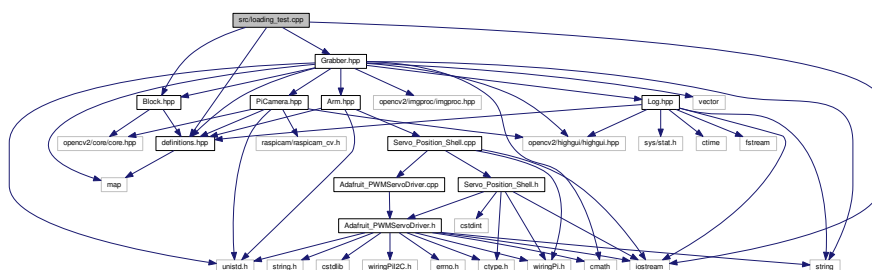 src/loading_test.cpp
Grabber.hpp
Block.hpp
PiCamera.hpp
Arm.hpp
opencv2/imgproc/imgproc.hpp
Log.hpp
vector
opencv2/core/core.hpp
definitions.hpp
raspicam/raspicam_cv.h
Servo_Position_Shell.cpp
opencv2/highgui/highgui.hpp
sys/stat.h
ctime
fstream
map
Adafruit_PWMServoDriver.cpp
Servo_Position_Shell.h
Adafruit_PWMServoDriver.h
cstdint
unistd.h
string.h
cstdlib
wiringPiI2C.h
errno.h
ctype.h
wiringPi.h
cmath
iostream
string